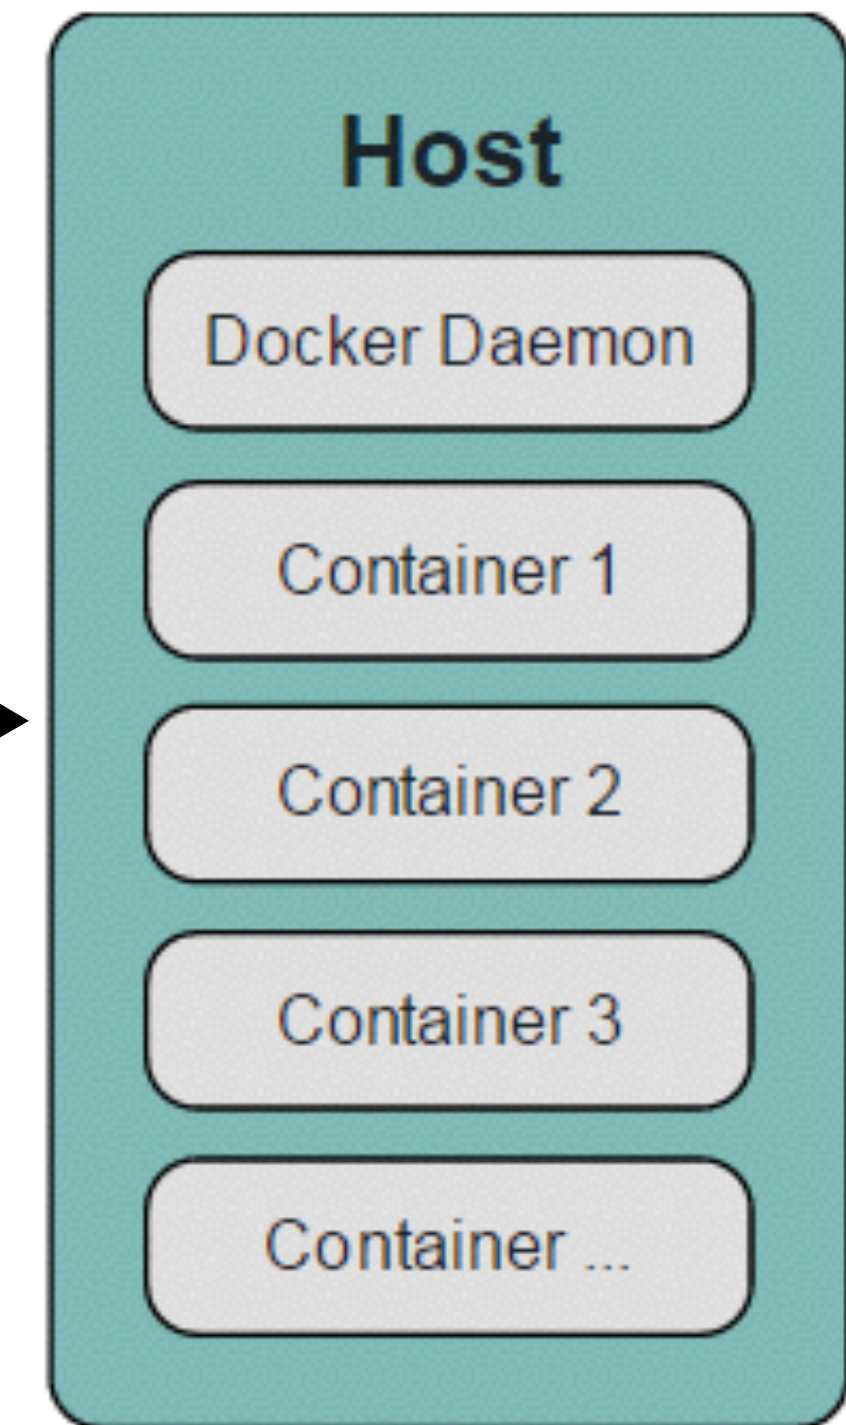 Host
Docker Daemon
Container 1
Container 2
Container 3
Container ...